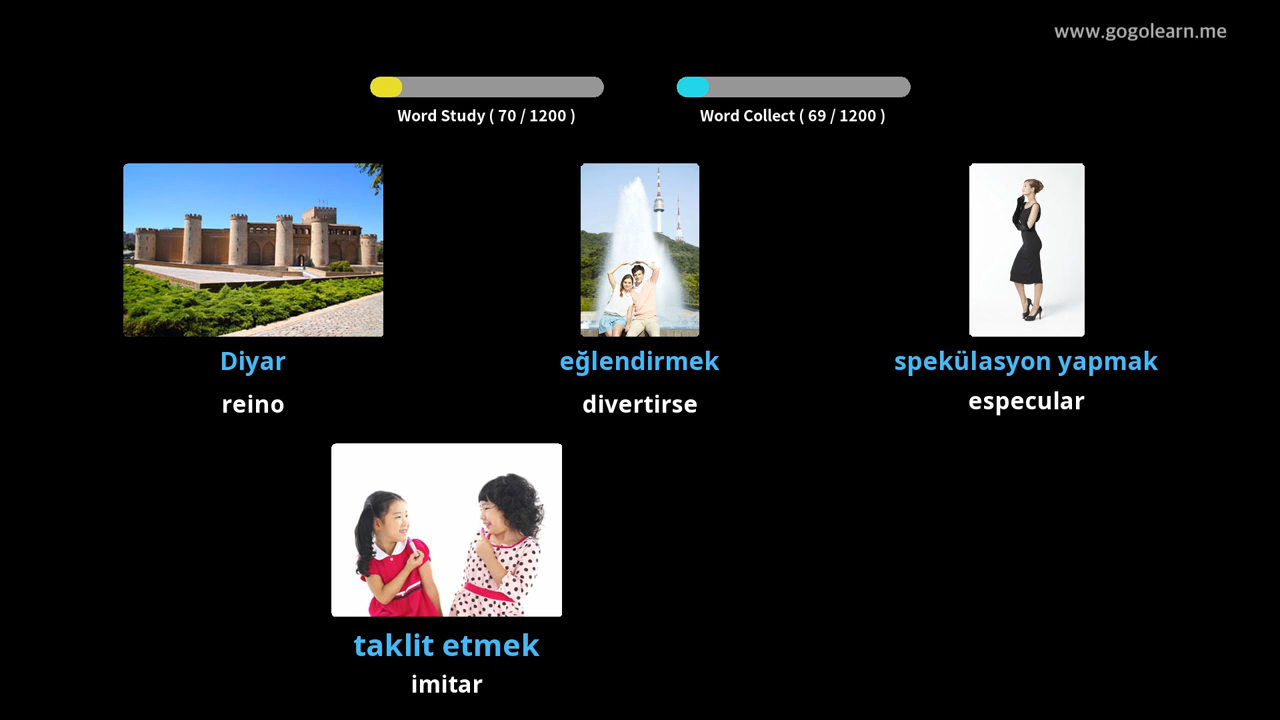 www.gogolearn.me
Word Study ( 70 / 1200 )
Word Collect ( 69 / 1200 )
Diyar
reino
eğlendirmek
divertirse
spekülasyon yapmak
especular
taklit etmek
imitar